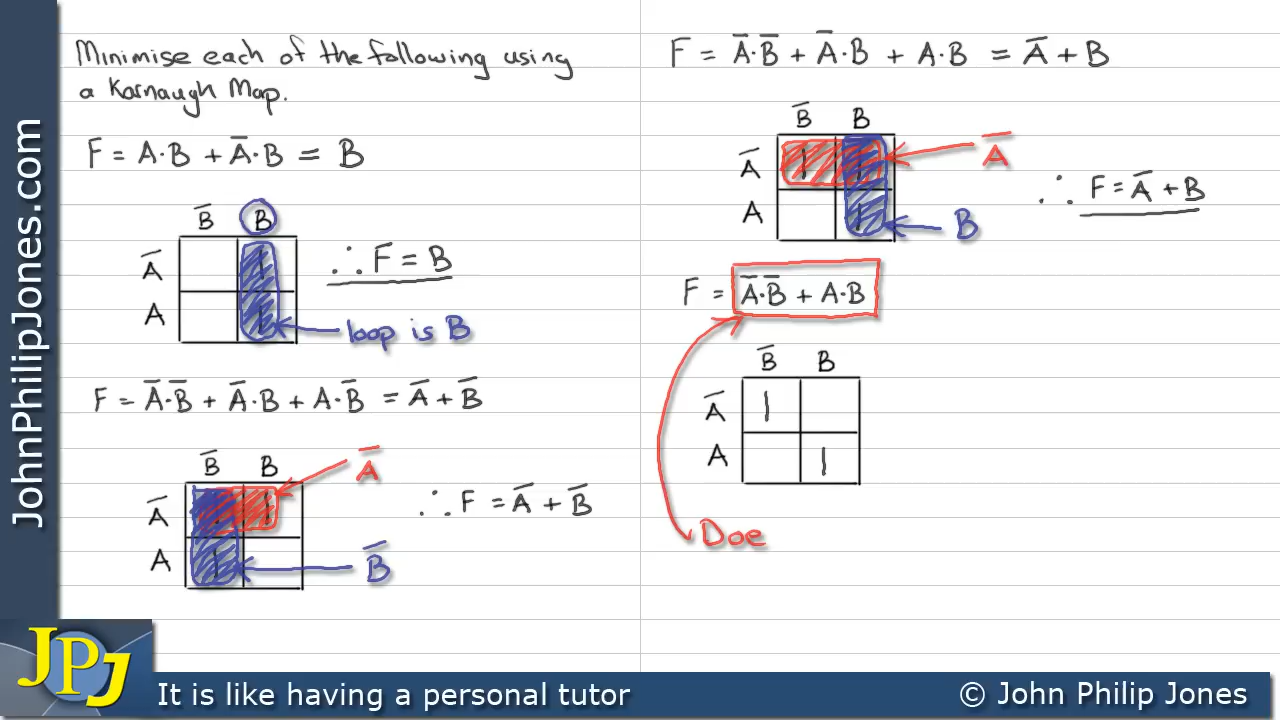 Minimise each of the following using
a Karnaugh Map.
F = A·B + A̅·B = B
B̅ B
A̅ 1
A 1
∴ F = B
loop is B
F = A̅·B̅ + A̅·B + A·B̅ = A̅ + B̅
B̅ B
A̅ 1 1
A 1
A̅
B̅
∴ F = A̅ + B̅
F = A̅·B̅ + A̅·B + A·B = A̅ + B
B̅ B
A̅ 1 1
A 1
A̅
B
∴ F = A̅ + B
F = A̅·B̅ + A·B
B̅ B
A̅ 1
A 1
Doe
JohnPhilipJones.com
JPJ
It is like having a personal tutor
© John Philip Jones